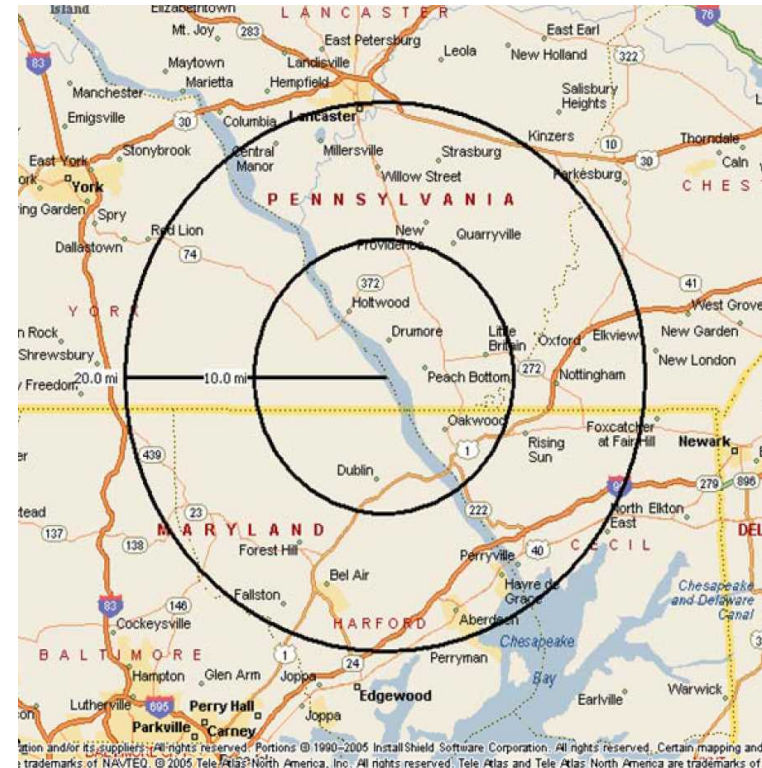 Island
Elizabethtown
LANCASTER
76
Mt. Joy
283
East Petersburg
East Earl
Landisville
Leola
New Holland
322
83
Maytown
Manchester
Marietta
Hempfield
Salisbury
Heights
Emigsville
30
Columbia
Lancaster
Kinzers
Thorndale
East York
Stonybrook
Central
Manor
Millersville
Strasburg
10
30
Caln
York
Willow Street
Parkesburg
CHES
PENNSYLVANIA
ing Garden
Spry
Red Lion
New
Providence
Quarryville
Dallastown
74
372
41
YORK
Holtwood
West Grove
n Rock
Drumore
Little
Britain
Oxford
Elkview
New Garden
Shrewsbury
272
New London
20.0 mi
10.0 mi
Peach Bottom
Nottingham
Freedom
Oakwood
Foxcatcher
at Fair Hill
Newark
1
Rising
Sun
439
Dublin
279
896
222
North Elkton
23
East
137
138
MARYLAND
DEL
Forest Hill
Perryville
40
CECIL
Bel Air
Havre de
Grace
Chesapeake
and Delaware
Canal
83
146
Fallston
Aberdeen
Cockeysville
HARFORD
Chesapeake
Bay
BALTIMORE
1
24
Perryman
Hampton
Glen Arm
Joppa
Edgewood
Warwick
Lutherville
695
Perry Hall
Joppa
Earlville
Parkville
Carney
ation and/or its suppliers. All rights reserved. Portions © 1990-2005 InstallShield Software Corporation. All rights reserved. Certain mapping and
trademarks of NAVTEQ. © 2005 Tele Atlas North America, Inc. All rights reserved. Tele Atlas and Tele Atlas North America are trademarks of